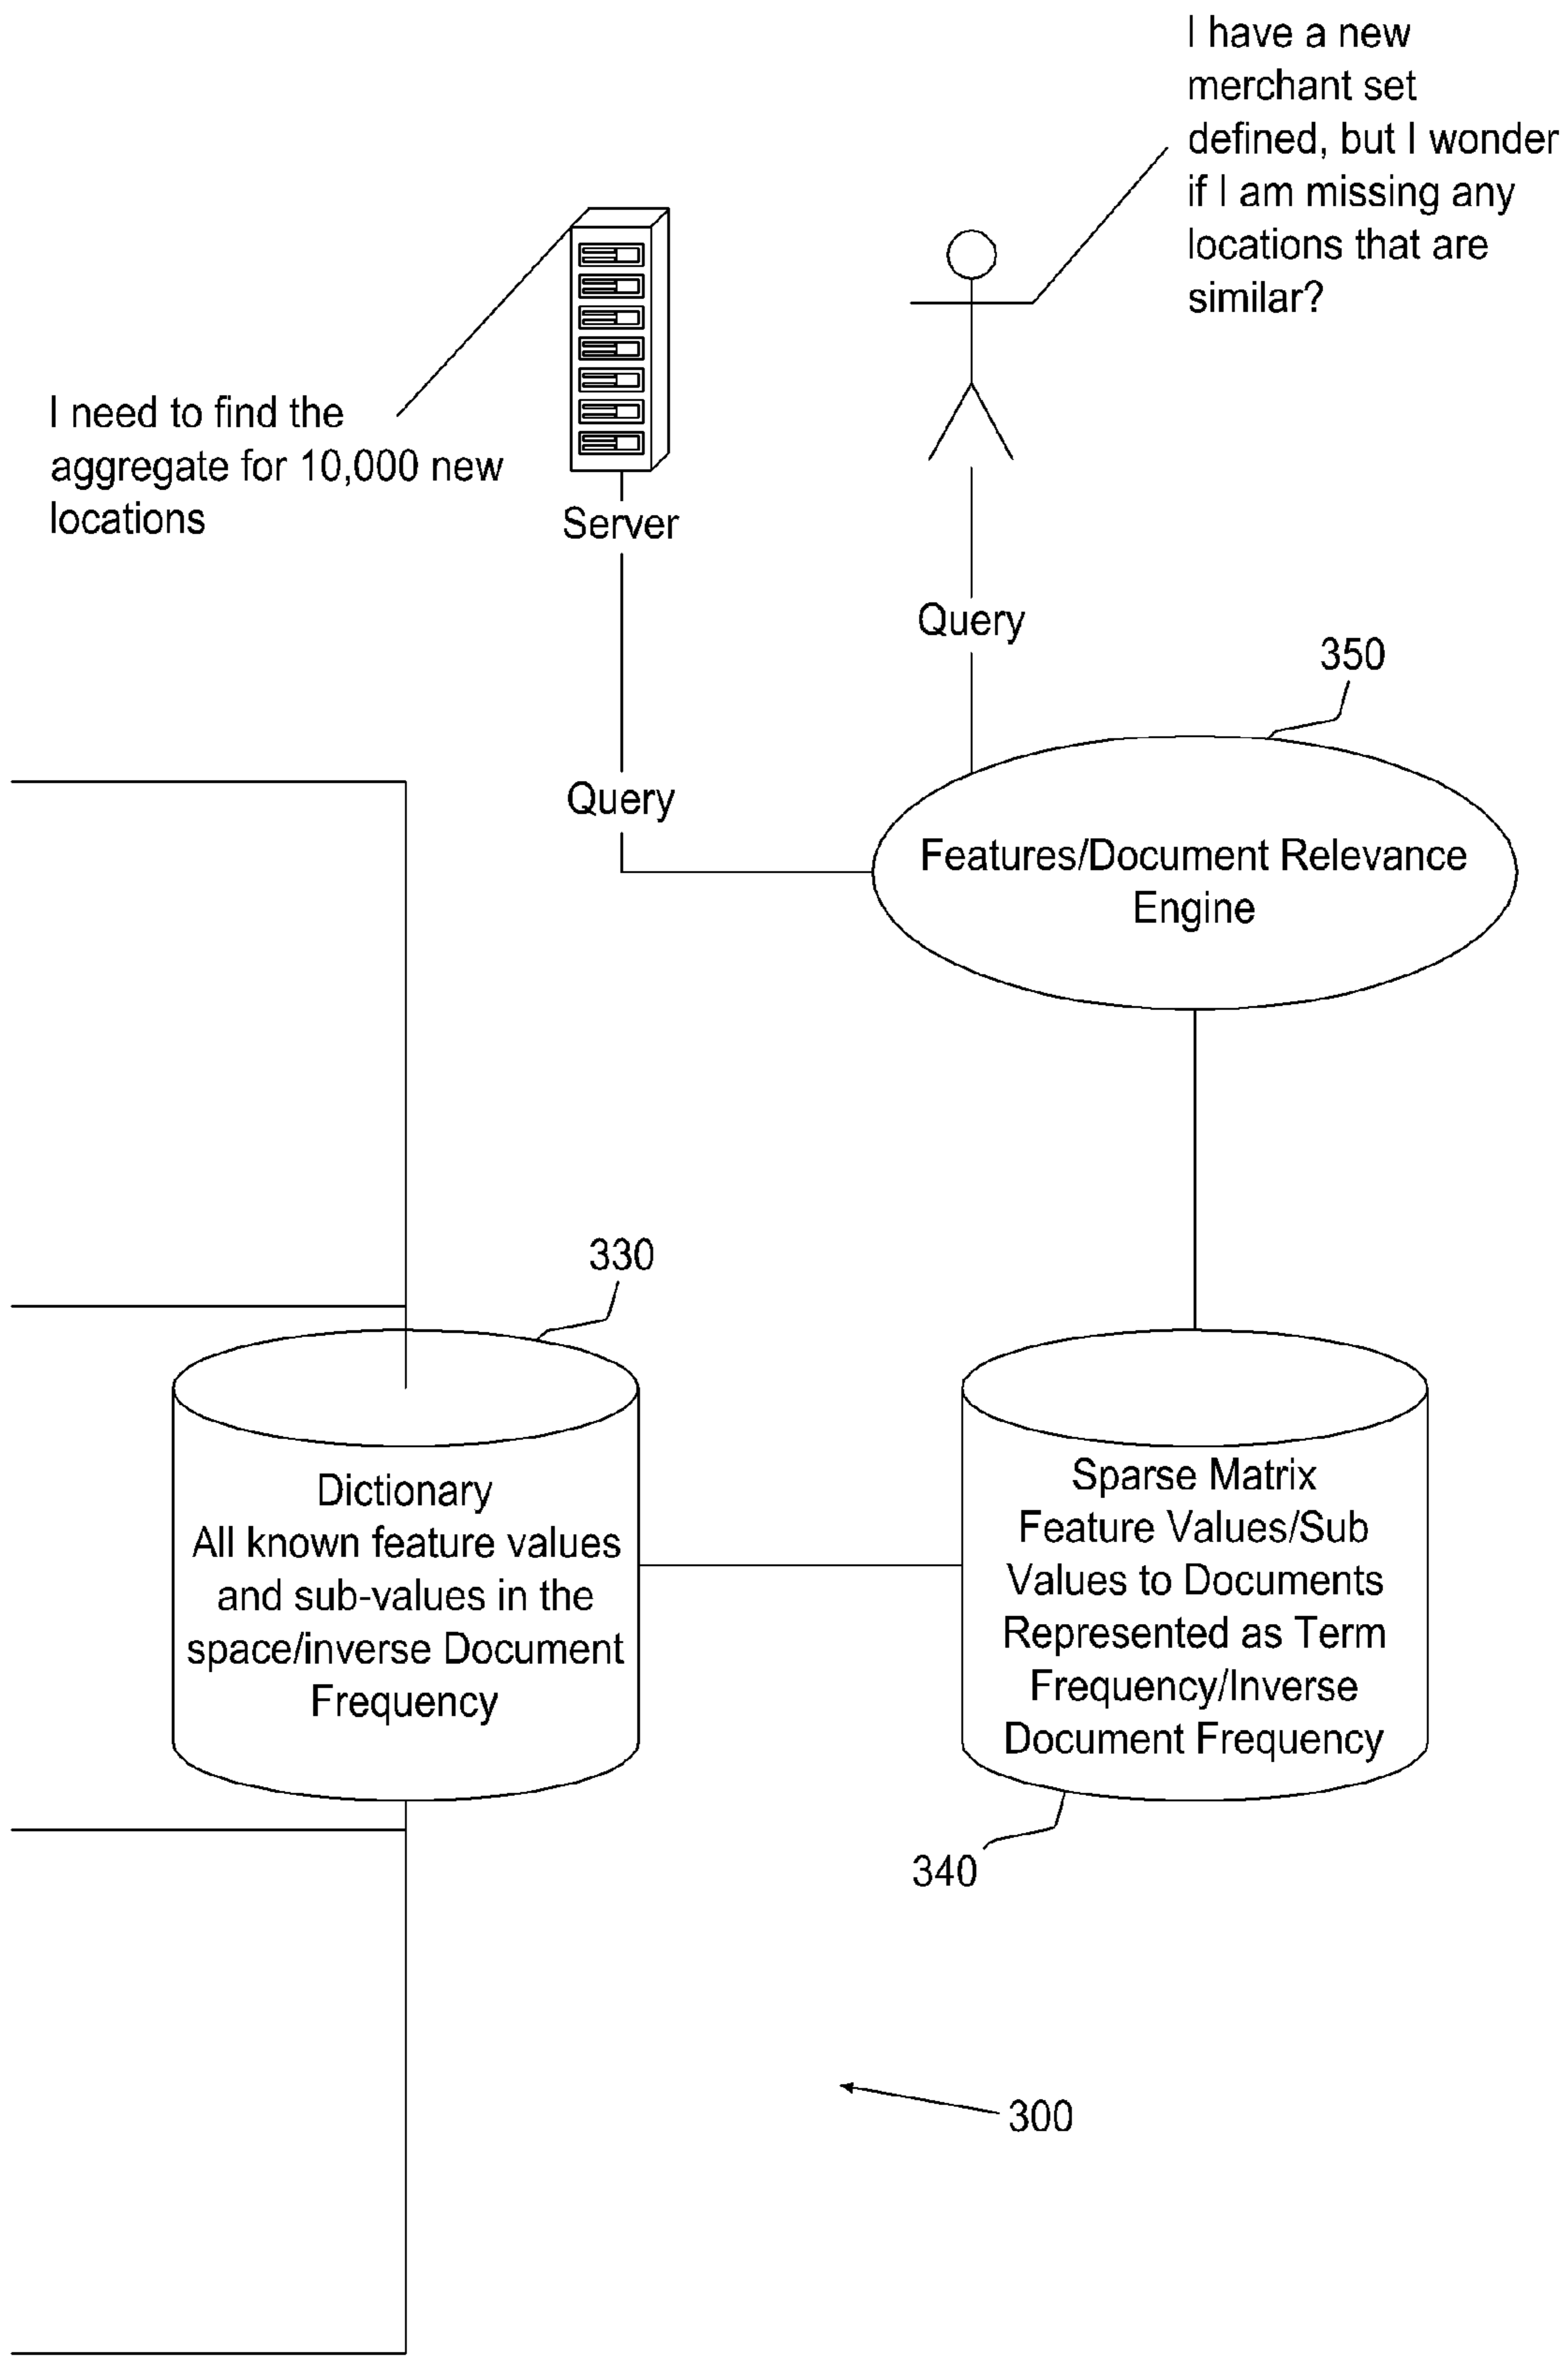 I have a new
merchant set
defined, but I wonder
if I am missing any
locations that are
similar?
I need to find the
aggregate for 10,000 new
locations
Server
Query
350
Query
Features/Document Relevance
Engine
330
Dictionary
All known feature values
and sub-values in the
space/inverse Document
Frequency
Sparse Matrix
Feature Values/Sub
Values to Documents
Represented as Term
Frequency/Inverse
Document Frequency
340
300